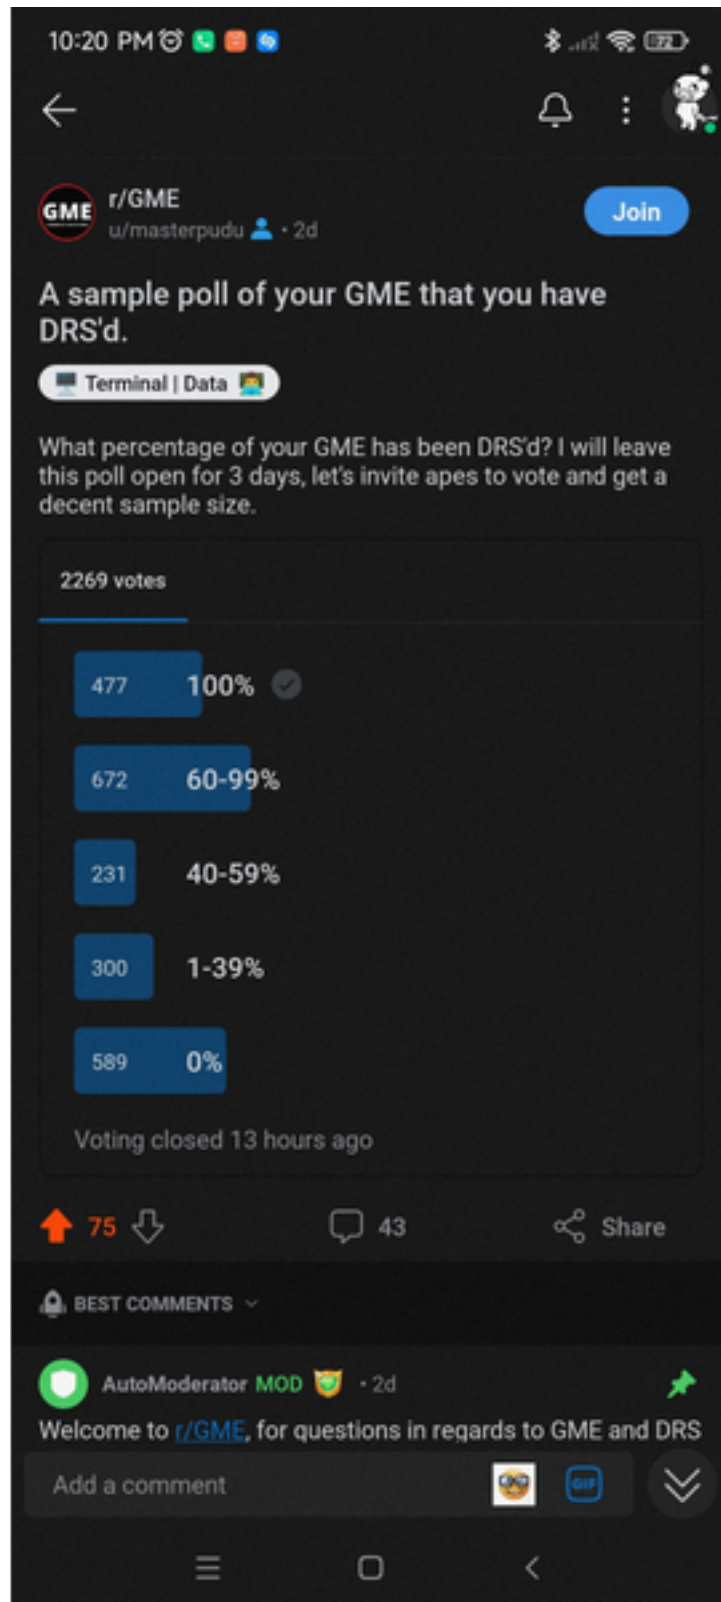 10:20 PM
72
GME
r/GME
u/masterpudu • 2d
Join
A sample poll of your GME that you have
DRS'd.
Terminal | Data
What percentage of your GME has been DRS'd? I will leave
this poll open for 3 days, let's invite apes to vote and get a
decent sample size.
2269 votes
477 100%
672 60-99%
231 40-59%
300 1-39%
589 0%
Voting closed 13 hours ago
75
43
Share
BEST COMMENTS
AutoModerator MOD • 2d
Welcome to r/GME, for questions in regards to GME and DRS
Add a comment
GIF